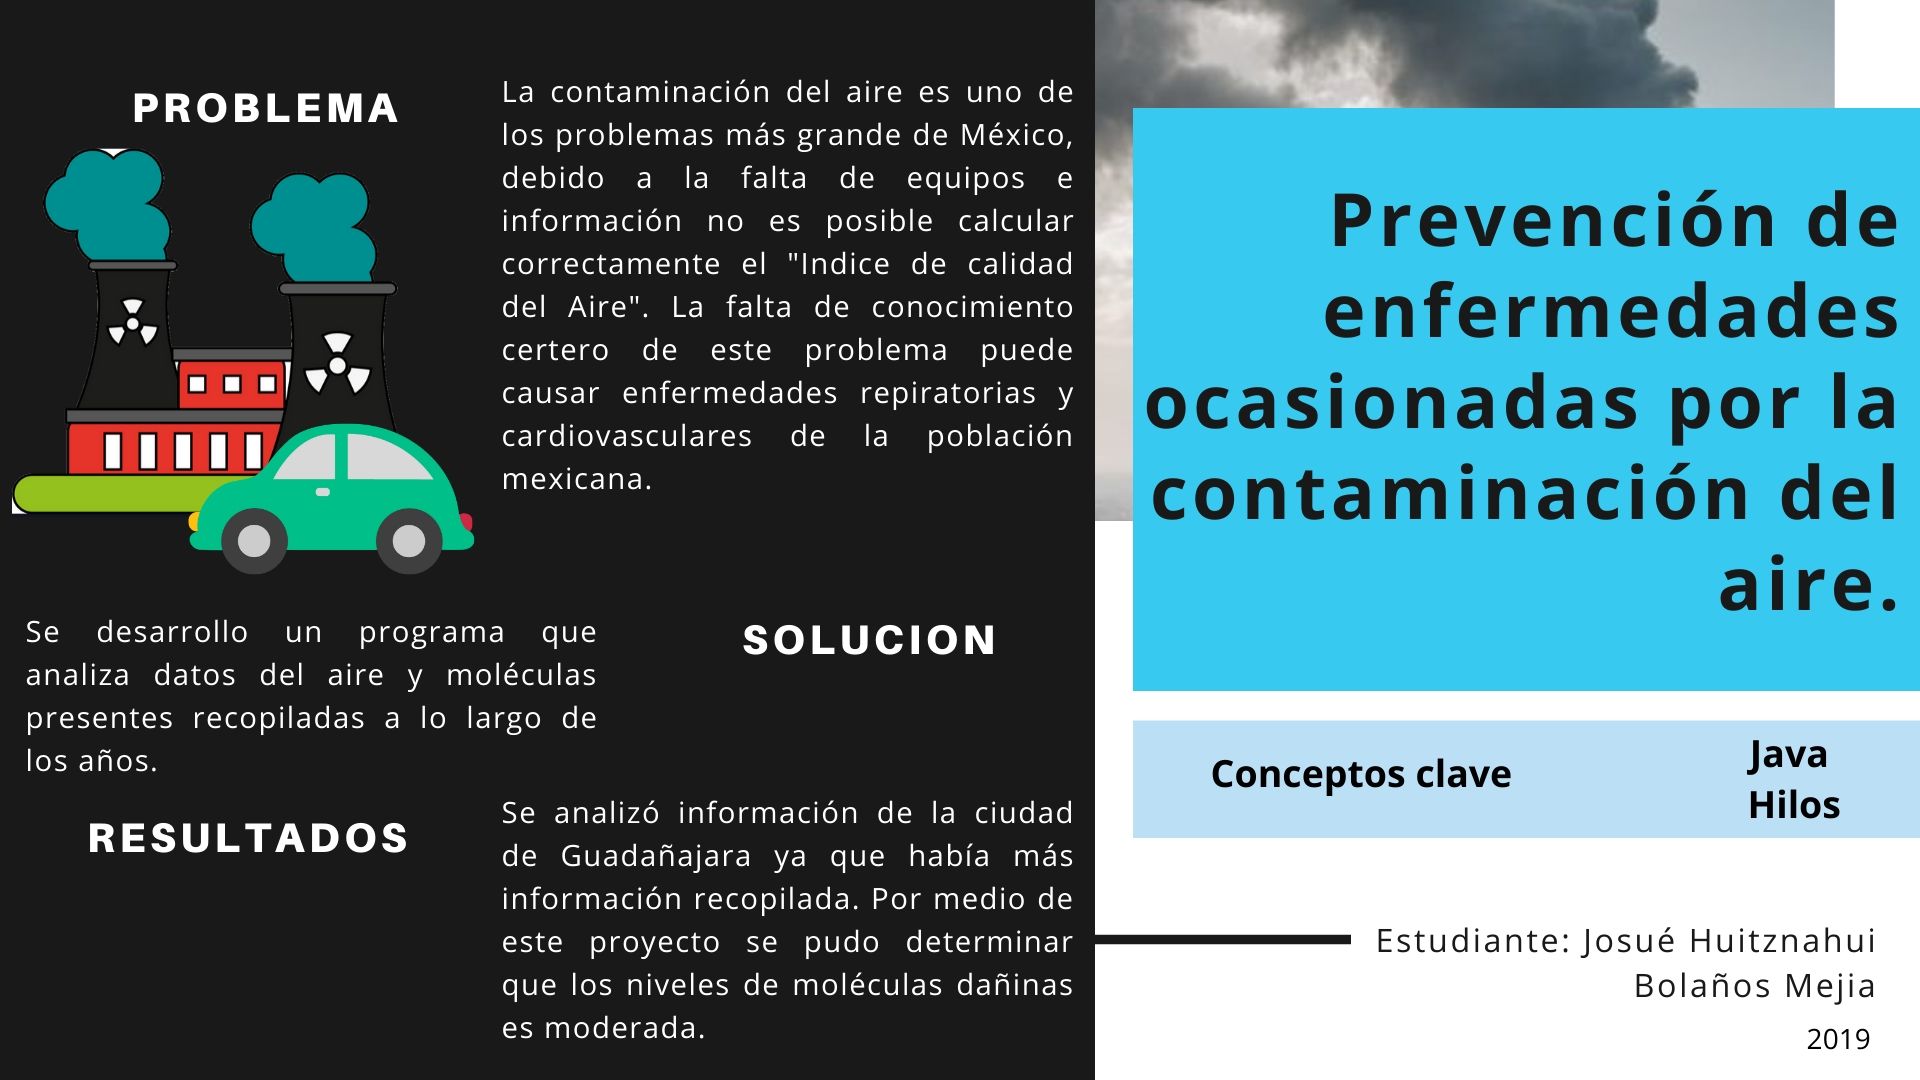 PROBLEMA
La contaminación del aire es uno de
los problemas más grande de México,
debido a la falta de equipos e
información no es posible calcular
correctamente el "Indice de calidad
del Aire". La falta de conocimiento
certero de este problema puede
causar enfermedades repiratorias y
cardiovasculares de la población
mexicana.
SOLUCION
Se desarrollo un programa que
analiza datos del aire y moléculas
presentes recopiladas a lo largo de
los años.
RESULTADOS
Se analizó información de la ciudad
de Guadañajara ya que había más
información recopilada. Por medio de
este proyecto se pudo determinar
que los niveles de moléculas dañinas
es moderada.
Prevención de
enfermedades
ocasionadas por la
contaminación del
aire.
Conceptos clave
Java
Hilos
Estudiante: Josué Huitznahui
Bolaños Mejia
2019